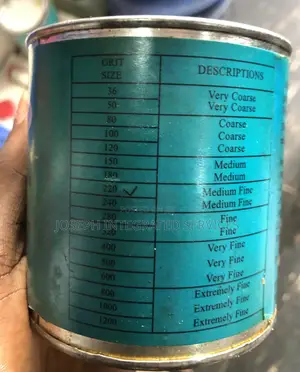 GRIT SIZE DESCRIPTIONS
36 Very Coarse
50 Very Coarse
80 Coarse
100 Coarse
120 Coarse
150 Medium
180 Medium
220 ✓ Medium Fine
240 Medium Fine
Fine
Fine
400 Very Fine
500 Very Fine
600 Very Fine
800 Extremely Fine
1000 Extremely Fine
1200 Extremely Fine